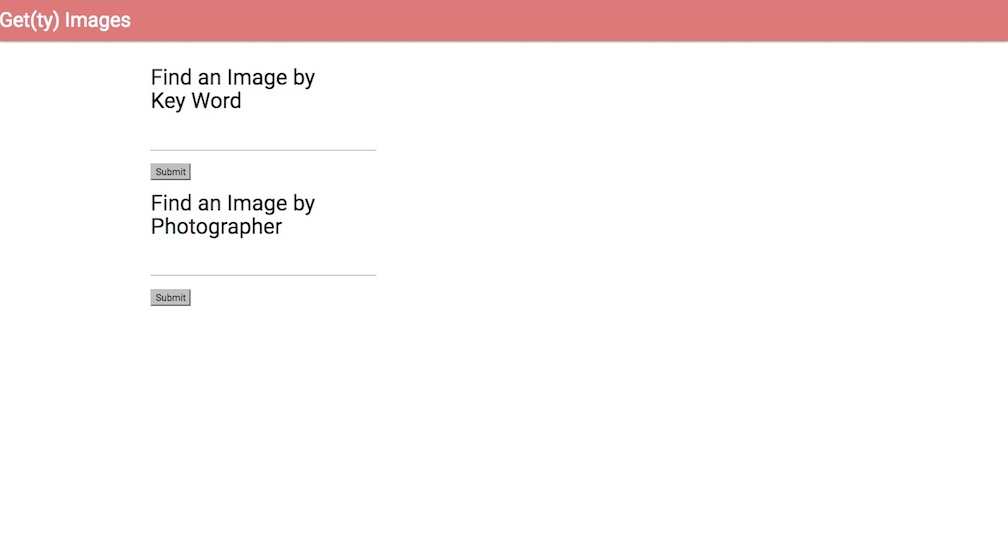 Get(ty) Images
Find an Image by
Key Word
Submit
Find an Image by
Photographer
Submit